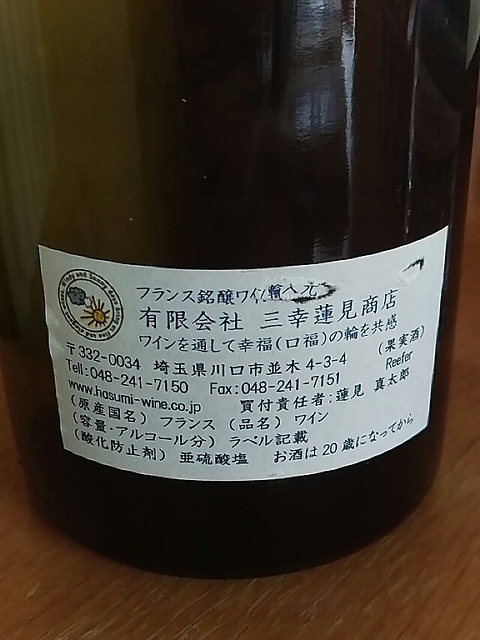 フランス銘醸ワイン輸入元
有限会社 三幸蓮見商店
ワインを通して幸福(口福)の輪を共感
〒332-0034 埼玉県川口市並木4-3-4 (果実酒)
Tell:048-241-7150 Fax:048-241-7151 Reefer
www.hasumi-wine.co.jp 買付責任者:蓮見 真太郎
(原産国名) フランス (品名) ワイン
(容量・アルコール分) ラベル記載
(酸化防止剤) 亜硫酸塩 お酒は20歳になってから